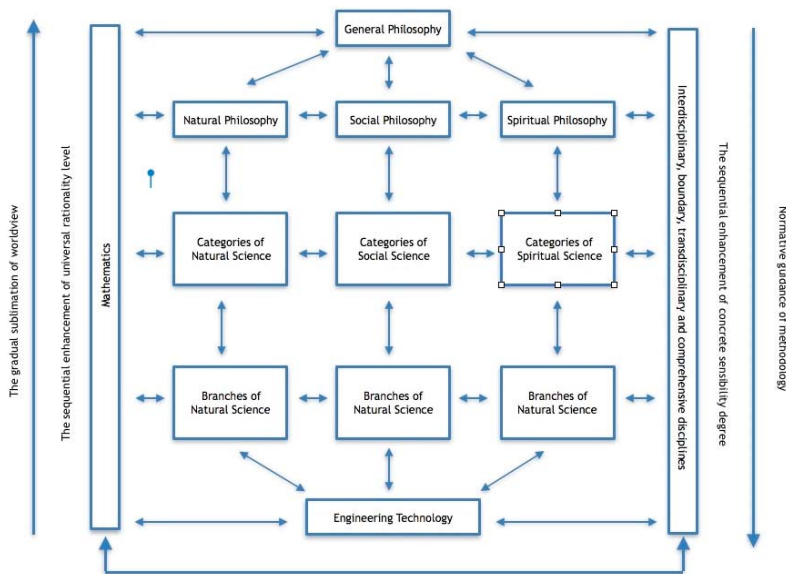 General Philosophy
Natural Philosophy
Social Philosophy
Spiritual Philosophy
Categories of
Natural Science
Categories of
Social Science
Categories of
Spiritual Science
Branches of
Natural Science
Branches of
Natural Science
Branches of
Natural Science
Engineering Technology
The gradual sublimation of worldview
The sequential enhancement of universal rationality level
Mathematics
Interdisciplinary, boundary, transdisciplinary and comprehensive disciplines
The sequential enhancement of concrete sensibility degree
Normative guidance of methodology